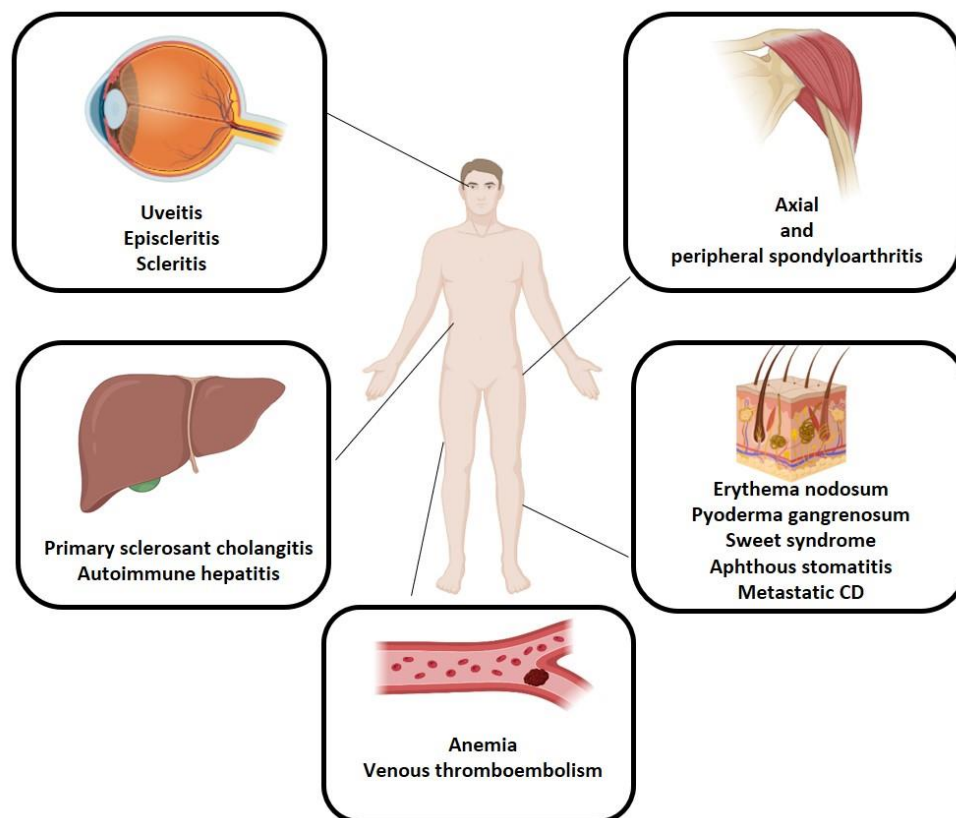 Uveitis
Episcleritis
Scleritis
Axial
and
peripheral spondyloarthritis
Primary sclerosant cholangitis
Autoimmune hepatitis
Erythema nodosum
Pyoderma gangrenosum
Sweet syndrome
Aphthous stomatitis
Metastatic CD
Anemia
Venous thromboembolism